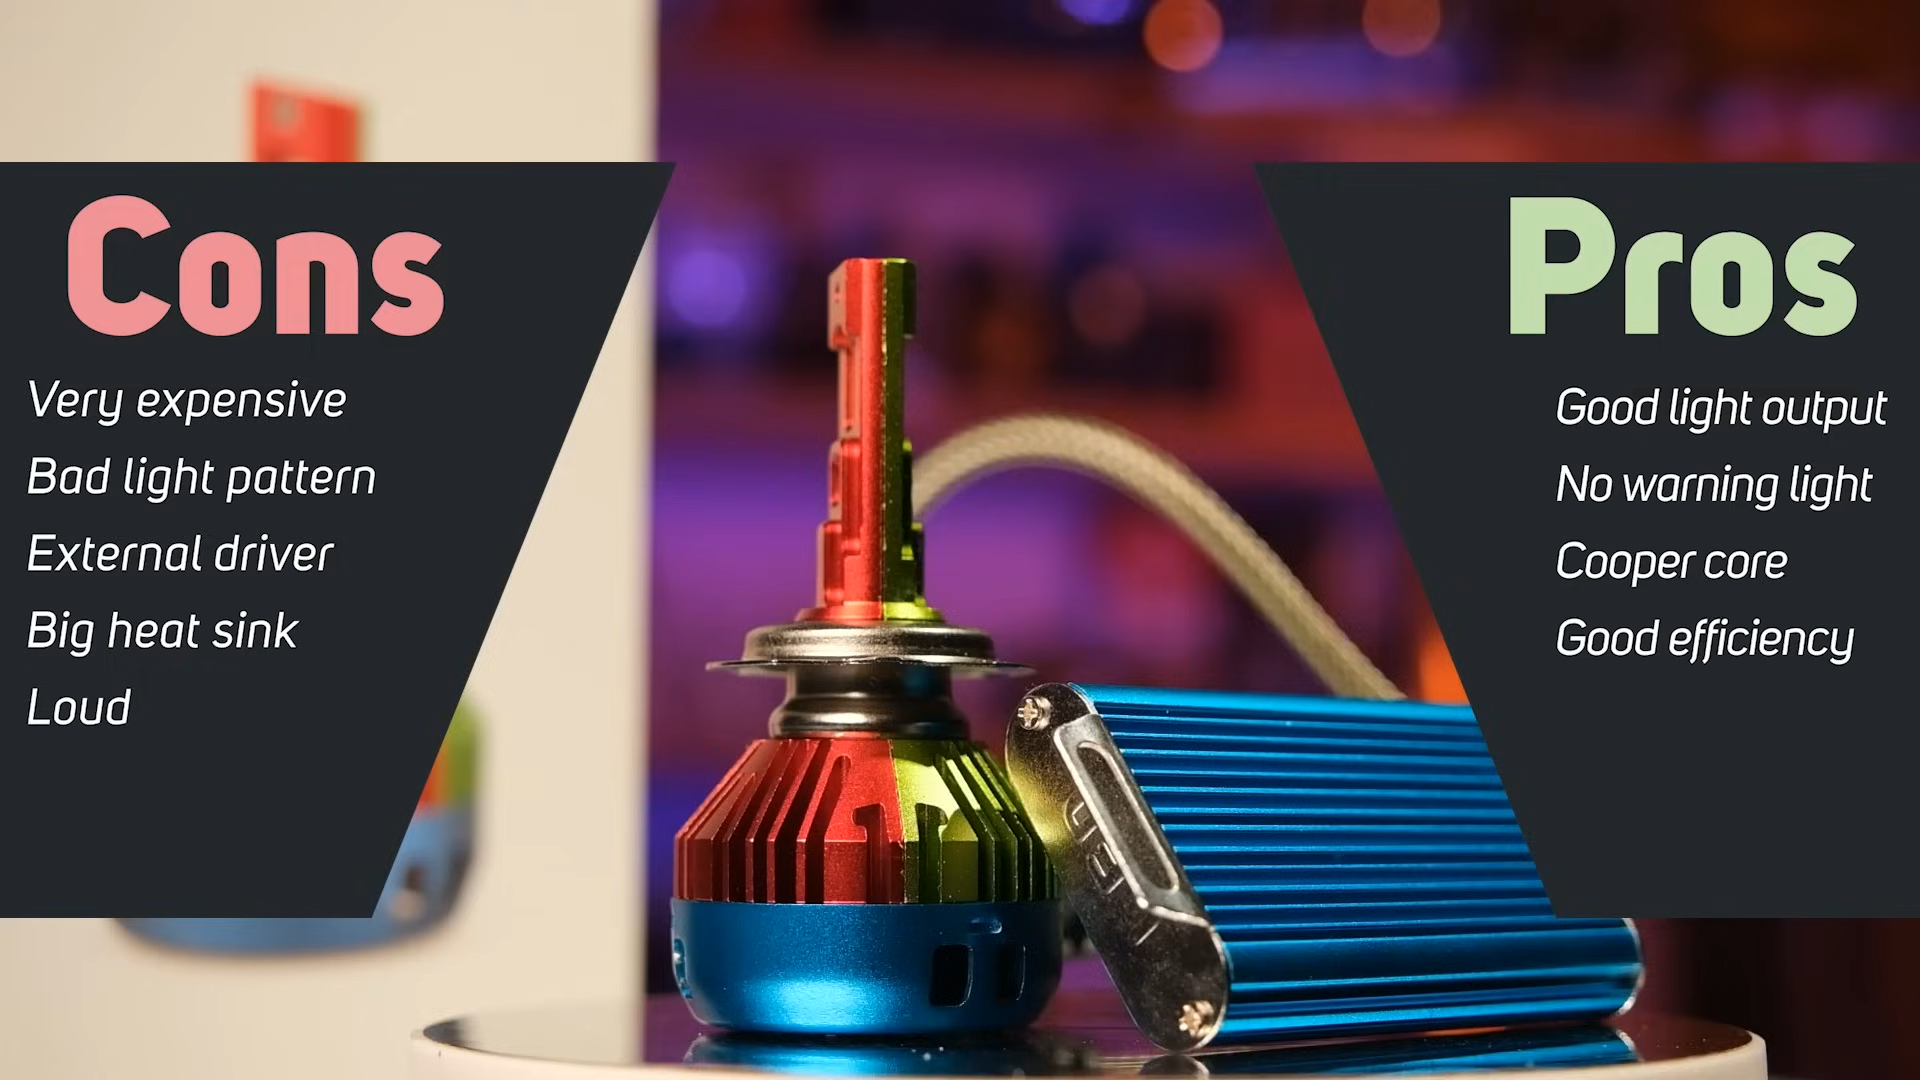 Cons
Very expensive
Bad light pattern
External driver
Big heat sink
Loud
Pros
Good light output
No warning light
Cooper core
Good efficiency